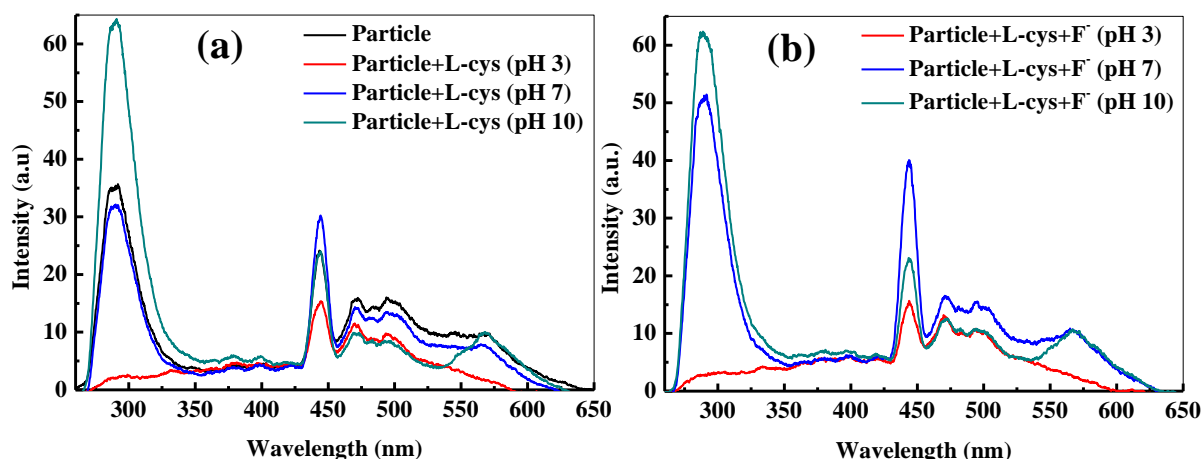 (a)
Particle
Particle+L-cys (pH 3)
Particle+L-cys (pH 7)
Particle+L-cys (pH 10)
Intensity (a.u)
60
50
40
30
20
10
0
300 350 400 450 500 550 600 650
Wavelength (nm)
(b)
Particle+L-cys+F⁻ (pH 3)
Particle+L-cys+F⁻ (pH 7)
Particle+L-cys+F⁻ (pH 10)
Intensity (a.u.)
60
50
40
30
20
10
0
300 350 400 450 500 550 600 650
Wavelength (nm)